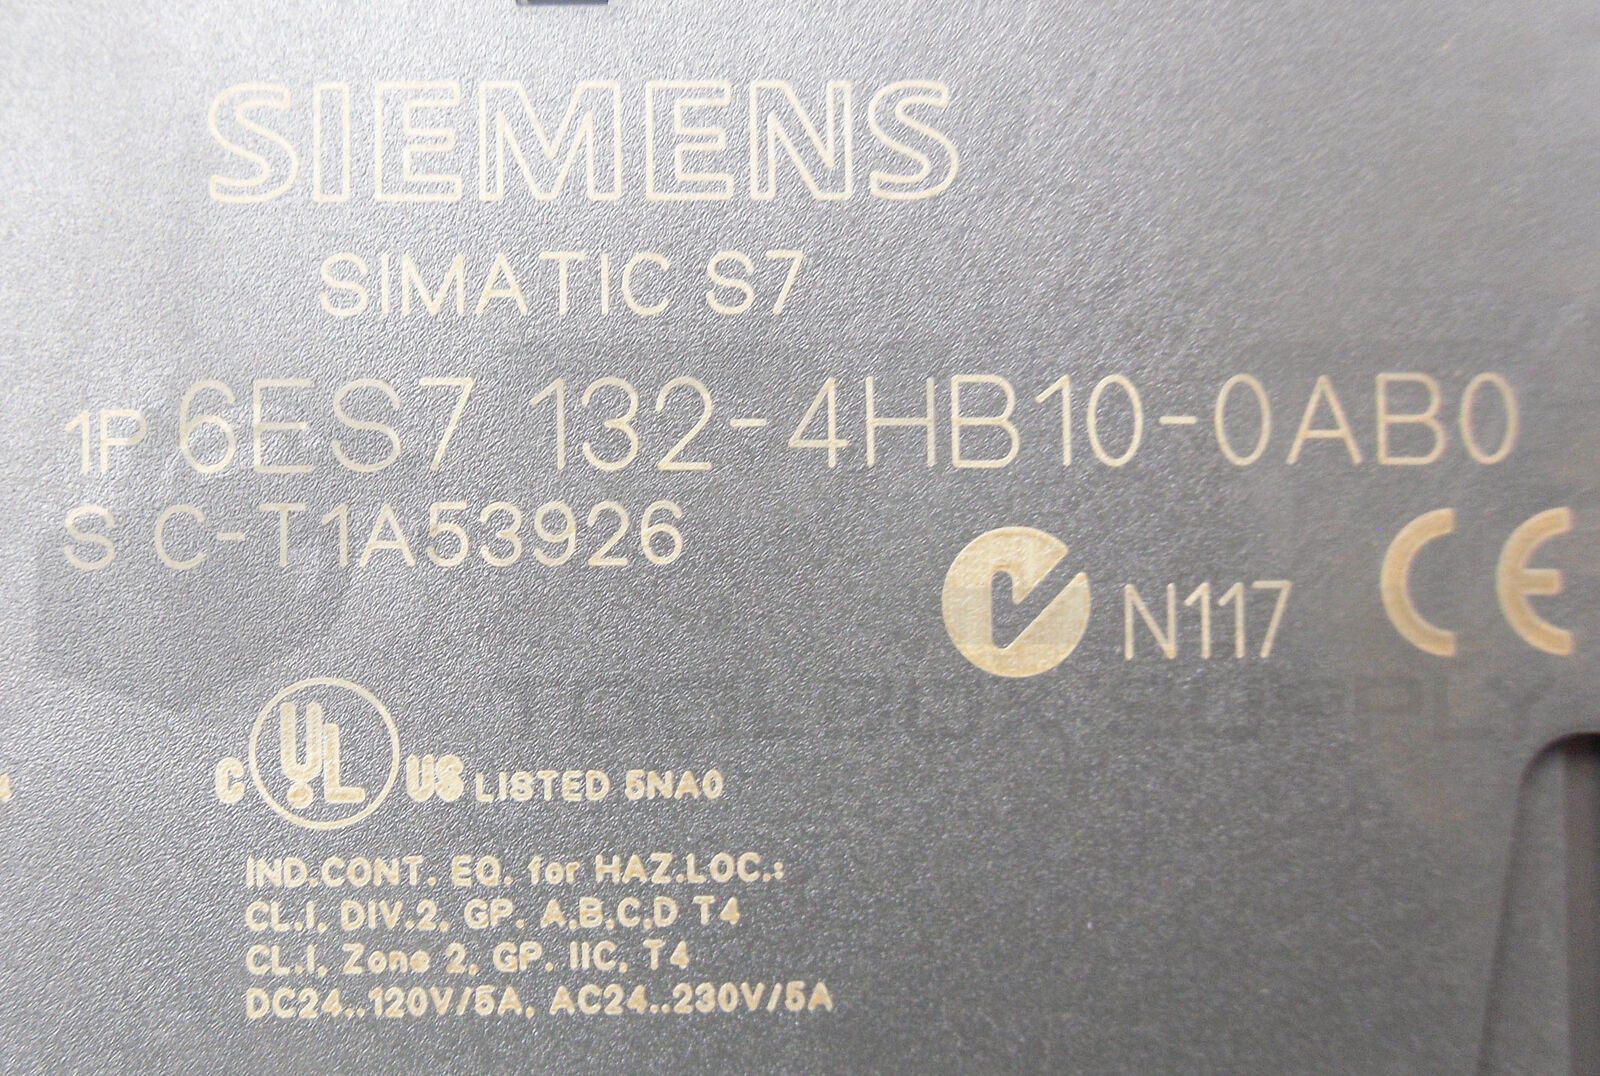 SIEMENS
SIMATIC S7
1P 6ES7 132-4HB10-0AB0
S C-T1A53926
N117 CE
C UL US LISTED 5NA0
IND.CONT. EQ. for HAZ.LOC.:
CL.I, DIV.2, GP. A,B,C,D T4
CL.I, Zone 2, GP. IIC, T4
DC24..120V/5A, AC24..230V/5A